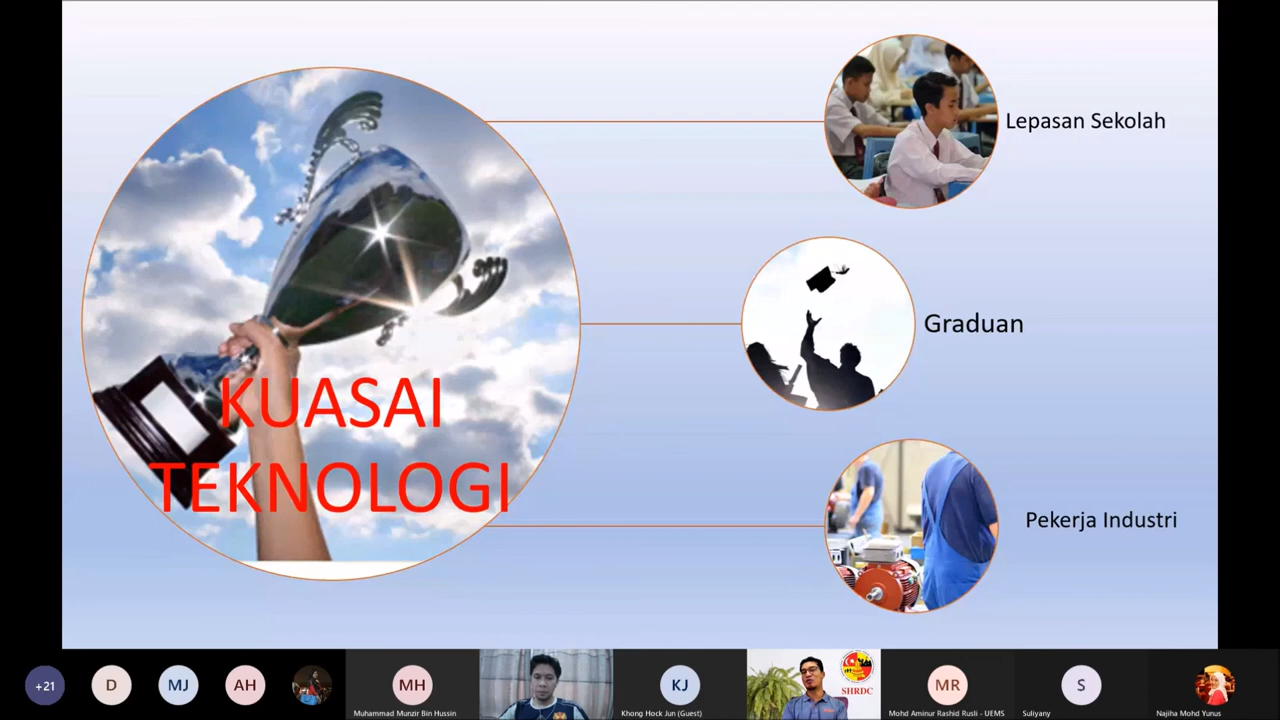 Lepasan Sekolah
Graduan
KUASAI
TEKNOLOGI
Pekerja Industri
+21
D
MJ
AH
MH
Muhammad Munzir Bin Hussin
KJ
Khong Hock Jun (Guest)
SHRDC
MR
Mohd Aminur Rashid Rusli - UEMS
S
Suliyany
Najiha Mohd Yunus